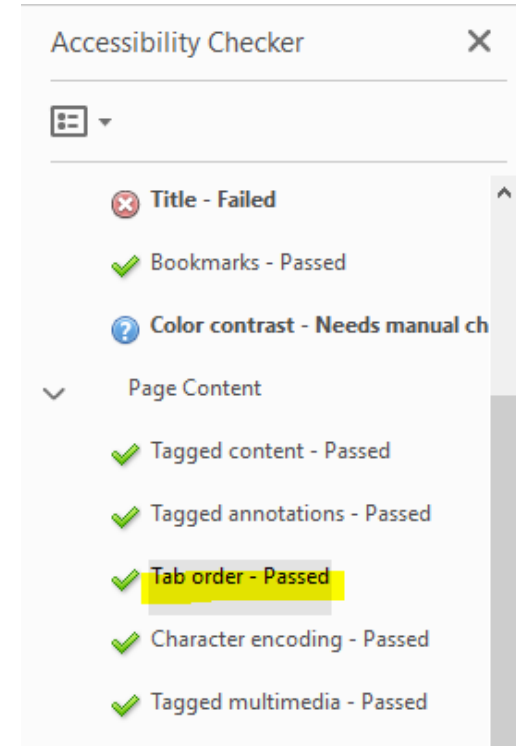 Accessibility Checker
Title - Failed
Bookmarks - Passed
Color contrast - Needs manual ch
Page Content
Tagged content - Passed
Tagged annotations - Passed
Tab order - Passed
Character encoding - Passed
Tagged multimedia - Passed